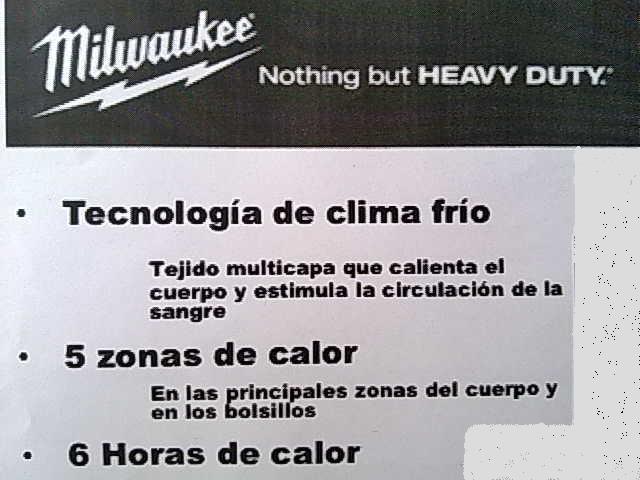 Milwaukee®
Nothing but HEAVY DUTY.®
• Tecnología de clima frío
Tejido multicapa que calienta el
cuerpo y estimula la circulación de la
sangre
• 5 zonas de calor
En las principales zonas del cuerpo y
en los bolsillos
• 6 Horas de calor